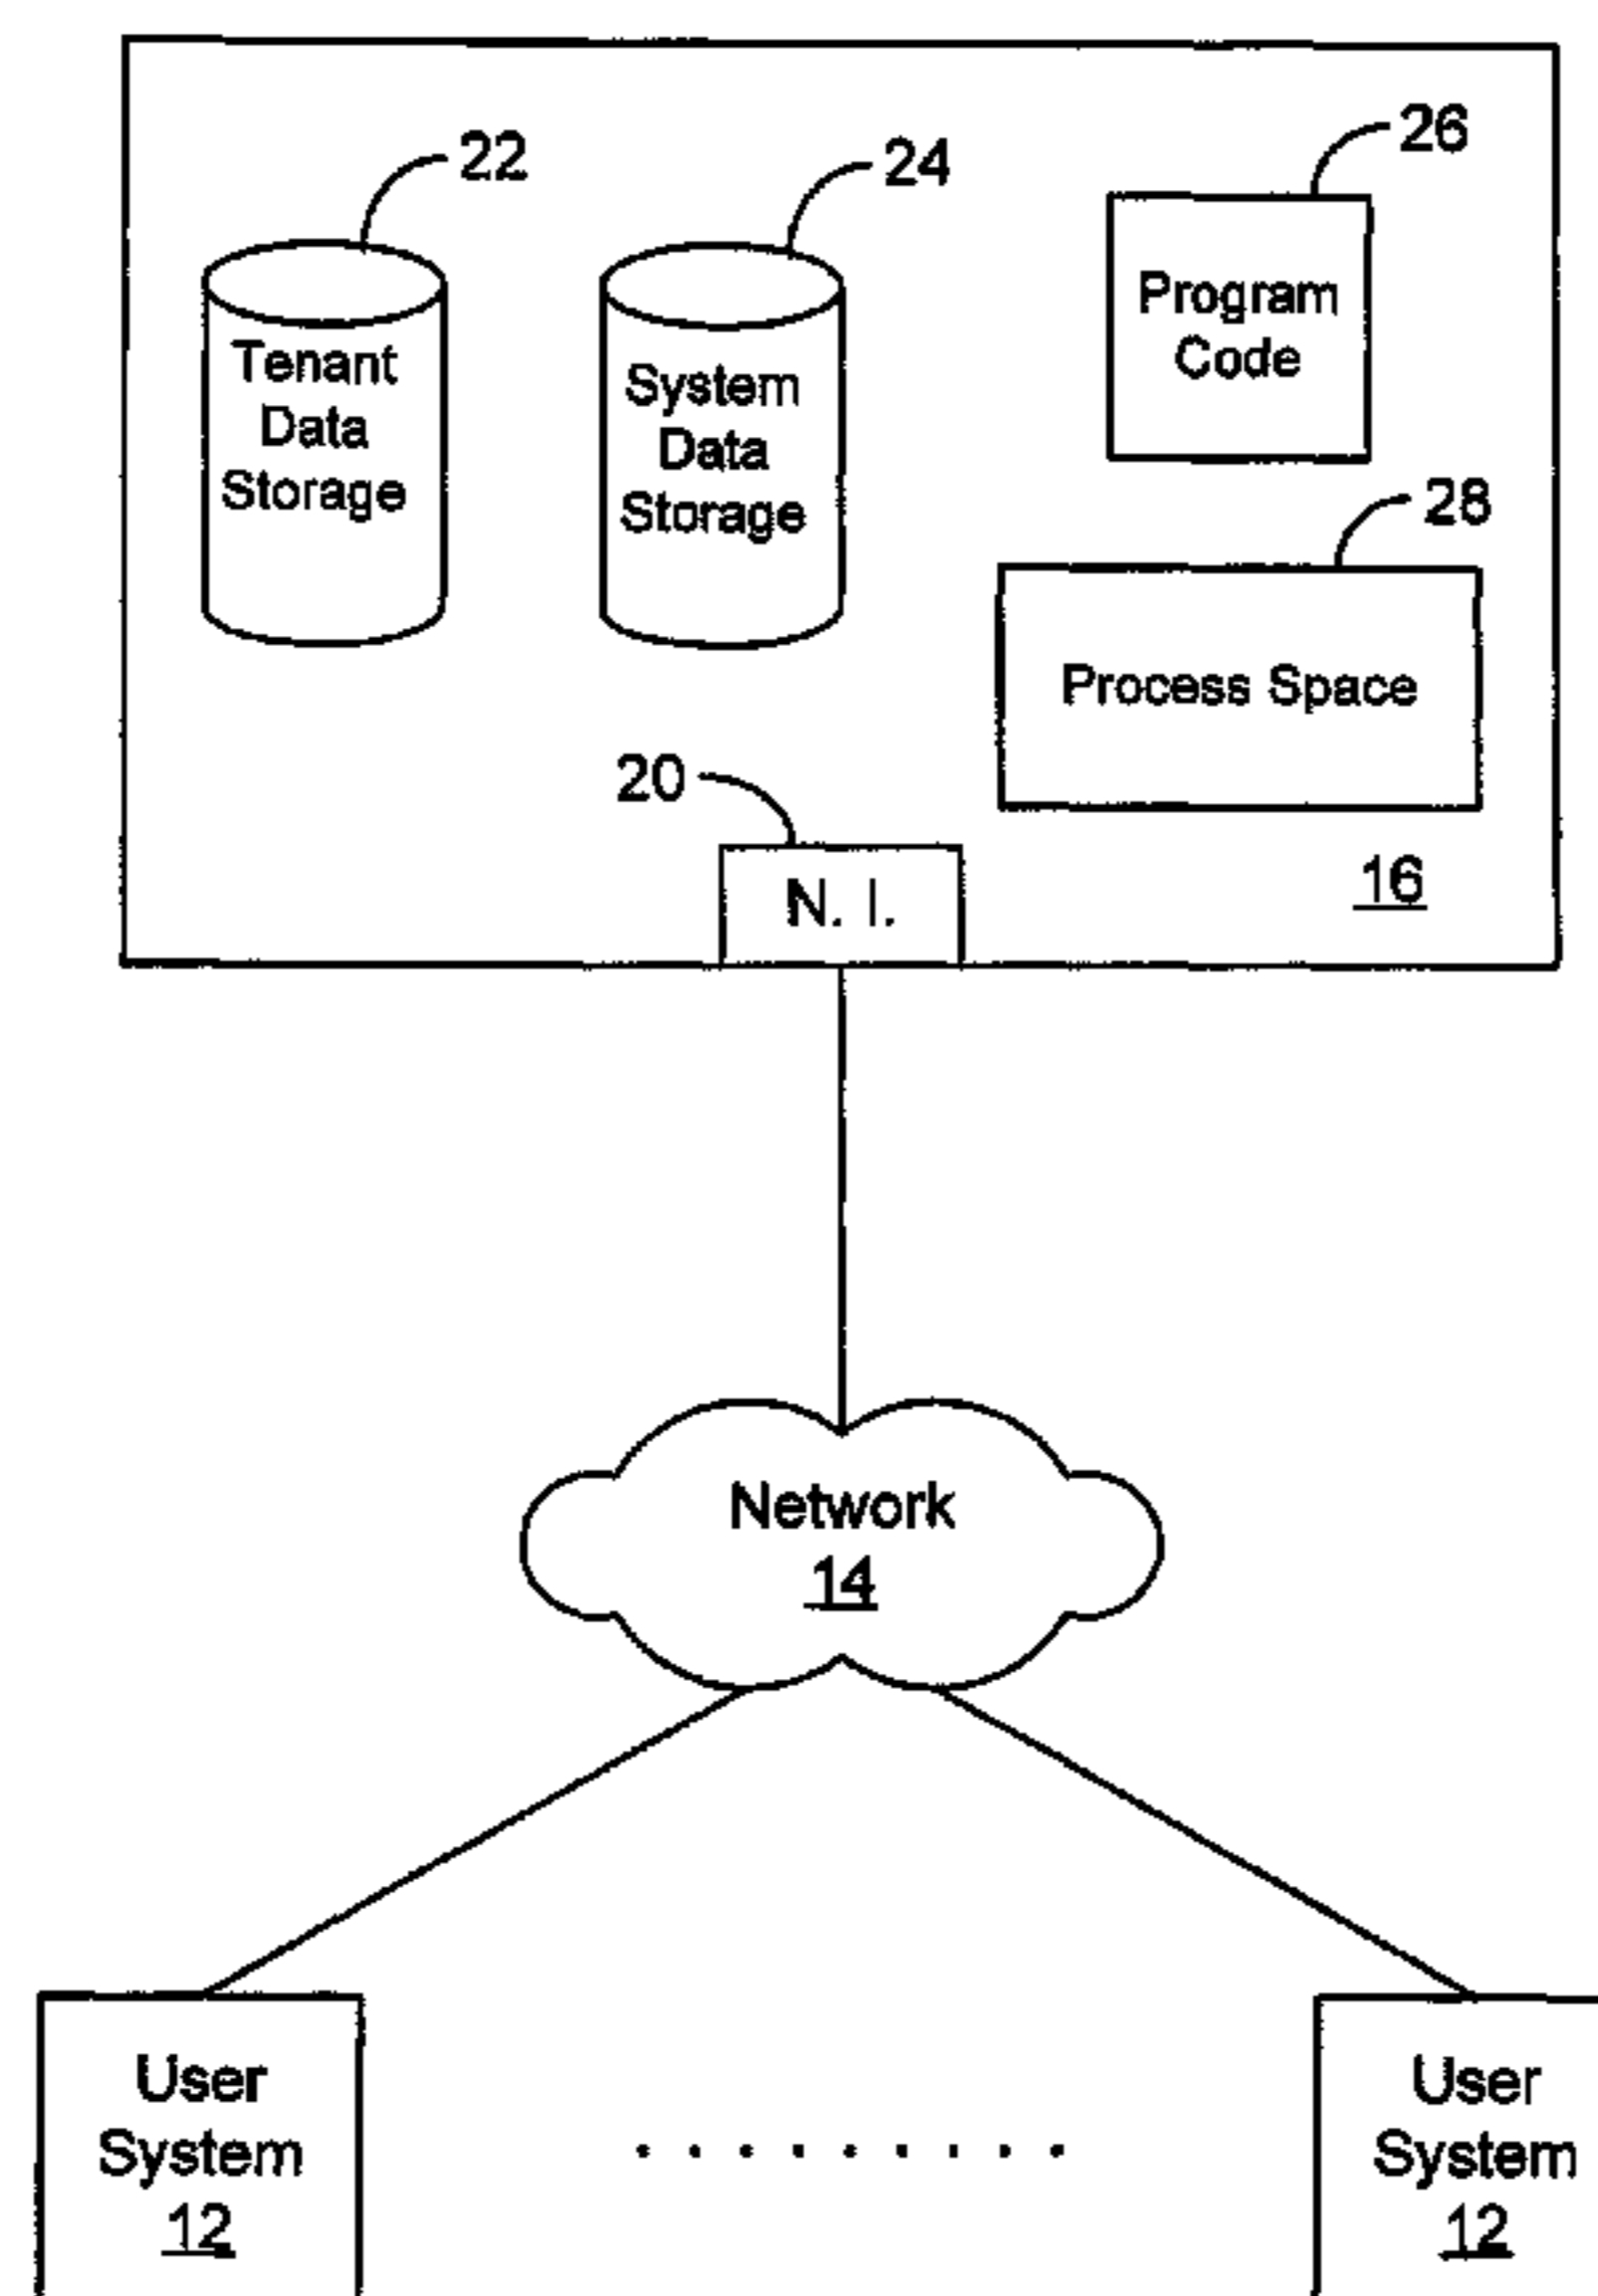 22
24
26
Tenant
Data
Storage
System
Data
Storage
Program
Code
28
Process Space
20
N. I.
16
Network
14
User
System
12
User
System
12